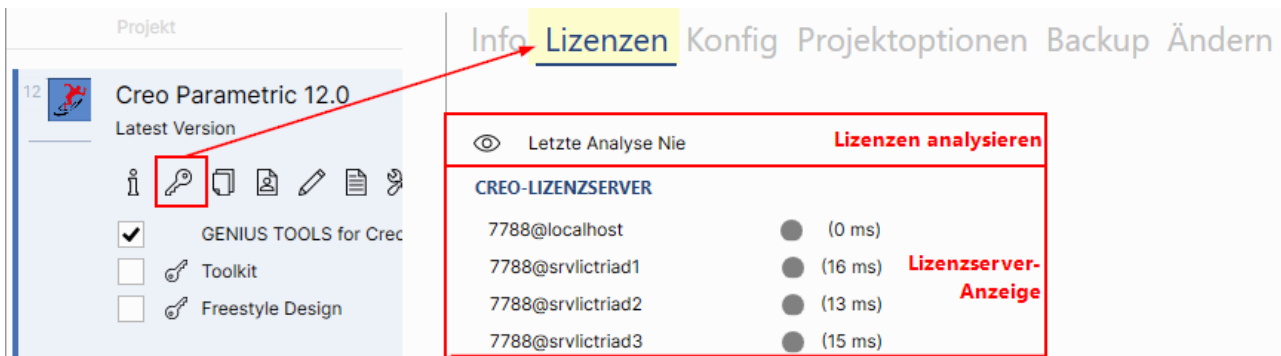 Projekt
12
Creo Parametric 12.0
Latest Version
GENIUS TOOLS for Creo
Toolkit
Freestyle Design
Info Lizenzen Konfig Projektoptionen Backup Ändern
Letzte Analyse Nie
Lizenzen analysieren
CREO-LIZENZSERVER
7788@localhost (0 ms)
7788@srvlictriad1 (16 ms)
7788@srvlictriad2 (13 ms)
7788@srvlictriad3 (15 ms)
Lizenzserver-
Anzeige